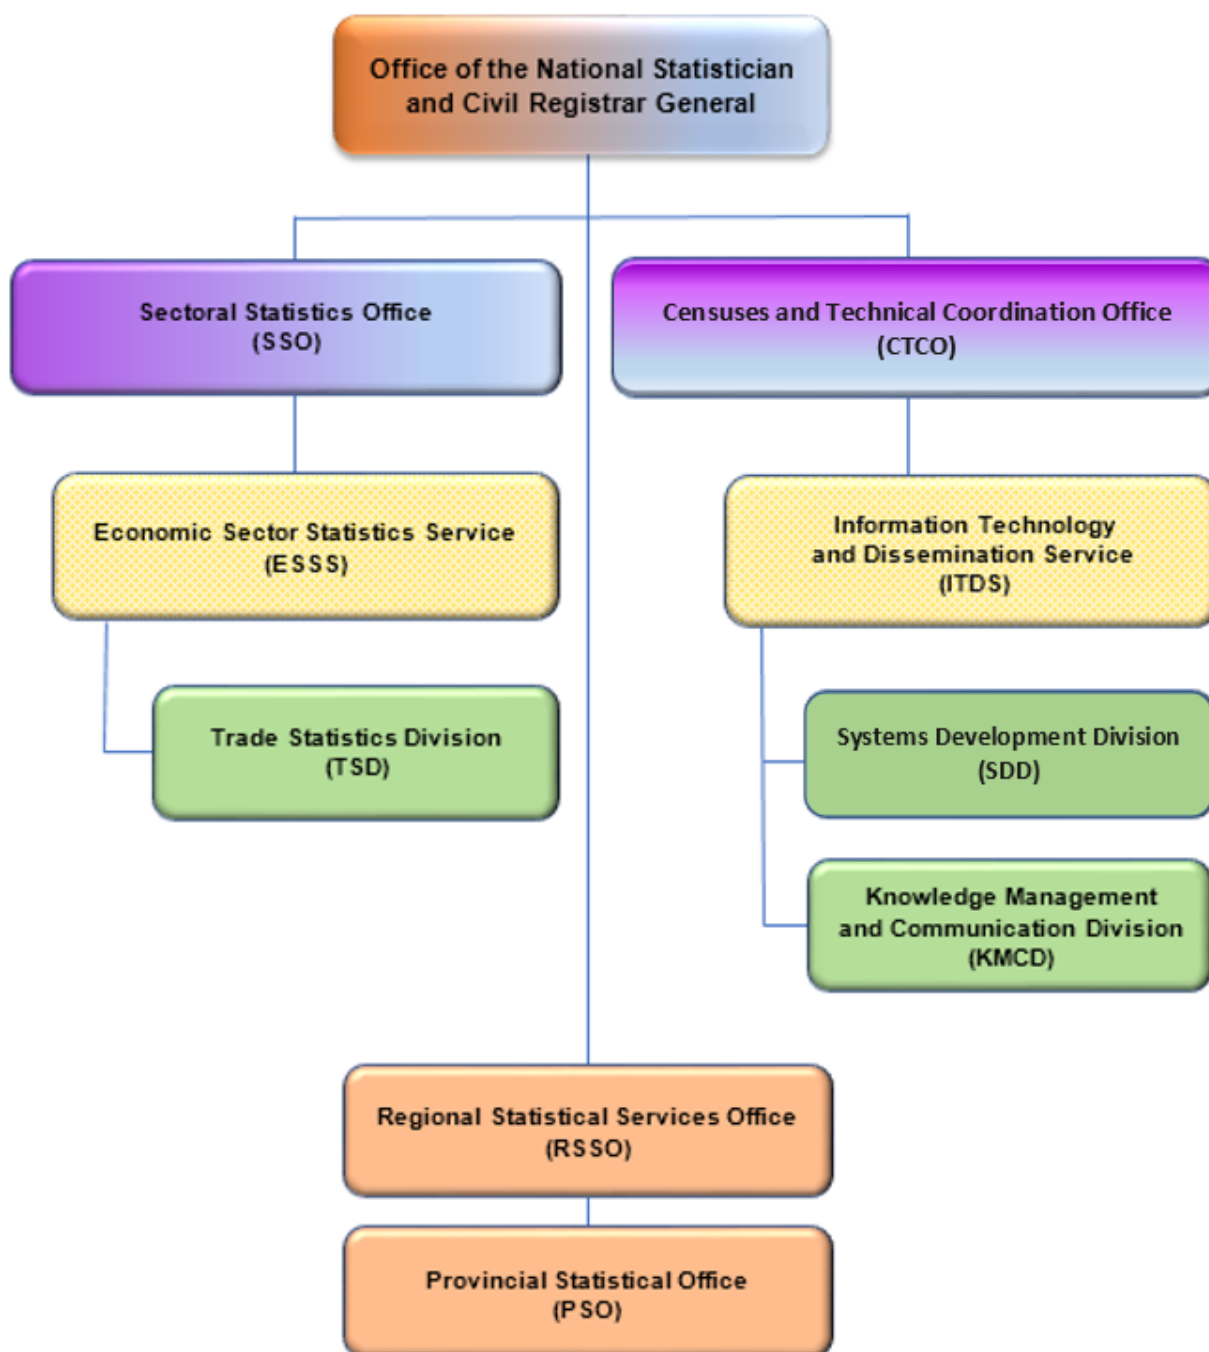 Office of the National Statistician
and Civil Registrar General
Sectoral Statistics Office
(SSO)
Censuses and Technical Coordination Office
(CTCO)
Economic Sector Statistics Service
(ESSS)
Information Technology
and Dissemination Service
(ITDS)
Trade Statistics Division
(TSD)
Systems Development Division
(SDD)
Knowledge Management
and Communication Division
(KMCD)
Regional Statistical Services Office
(RSSO)
Provincial Statistical Office
(PSO)